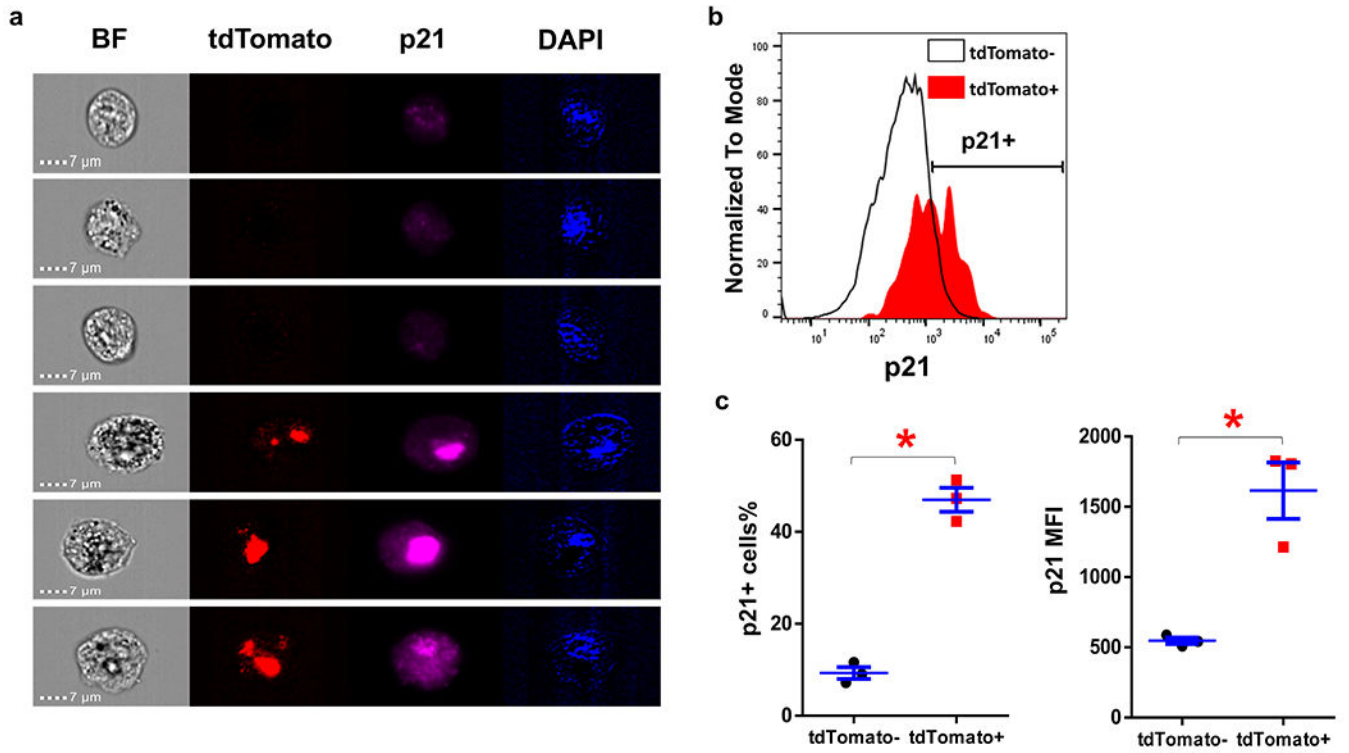 a
BF tdTomato p21 DAPI
7 µm
7 µm
7 µm
7 µm
7 µm
7 µm
b
Normalized To Mode
100
80
60
40
20
0
tdTomato-
tdTomato+
p21+
10¹ 10² 10³ 10⁴ 10⁵
p21
c
p21+ cells%
60
40
20
0
*
tdTomato- tdTomato+
p21 MFI
2000
1500
1000
500
0
*
tdTomato- tdTomato+